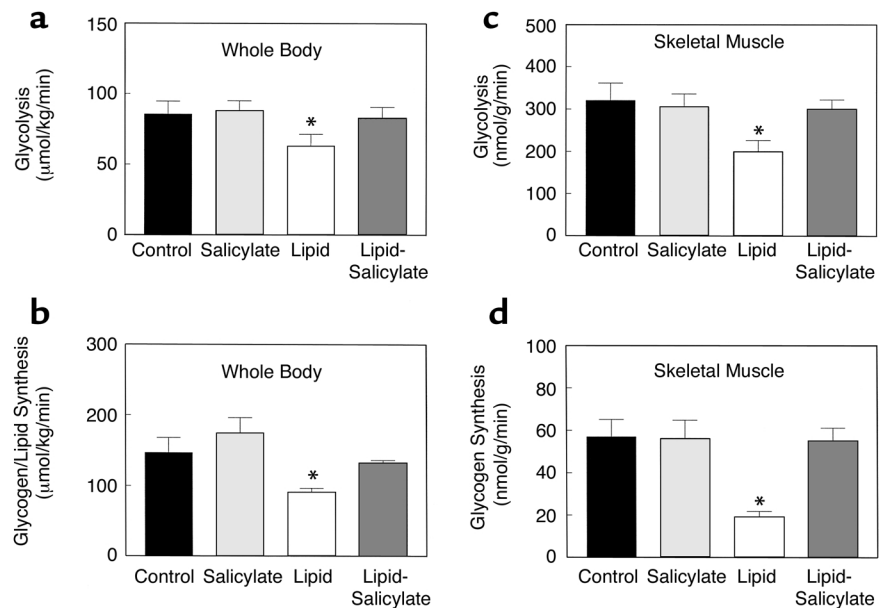 a
Whole Body
Glycolysis
(µmol/kg/min)
150
100
50
0
*
Control
Salicylate
Lipid
Lipid-
Salicylate
c
Skeletal Muscle
Glycolysis
(nmol/g/min)
500
400
300
200
300
0
*
Control
Salicylate
Lipid
Lipid-
Salicylate
b
Whole Body
Glycogen/Lipid Synthesis
(µmol/kg/min)
300
200
100
0
*
Control
Salicylate
Lipid
Lipid-
Salicylate
d
Skeletal Muscle
Glycogen Synthesis
(nmol/g/min)
100
80
60
40
20
0
*
Control
Salicylate
Lipid
Lipid-
Salicylate